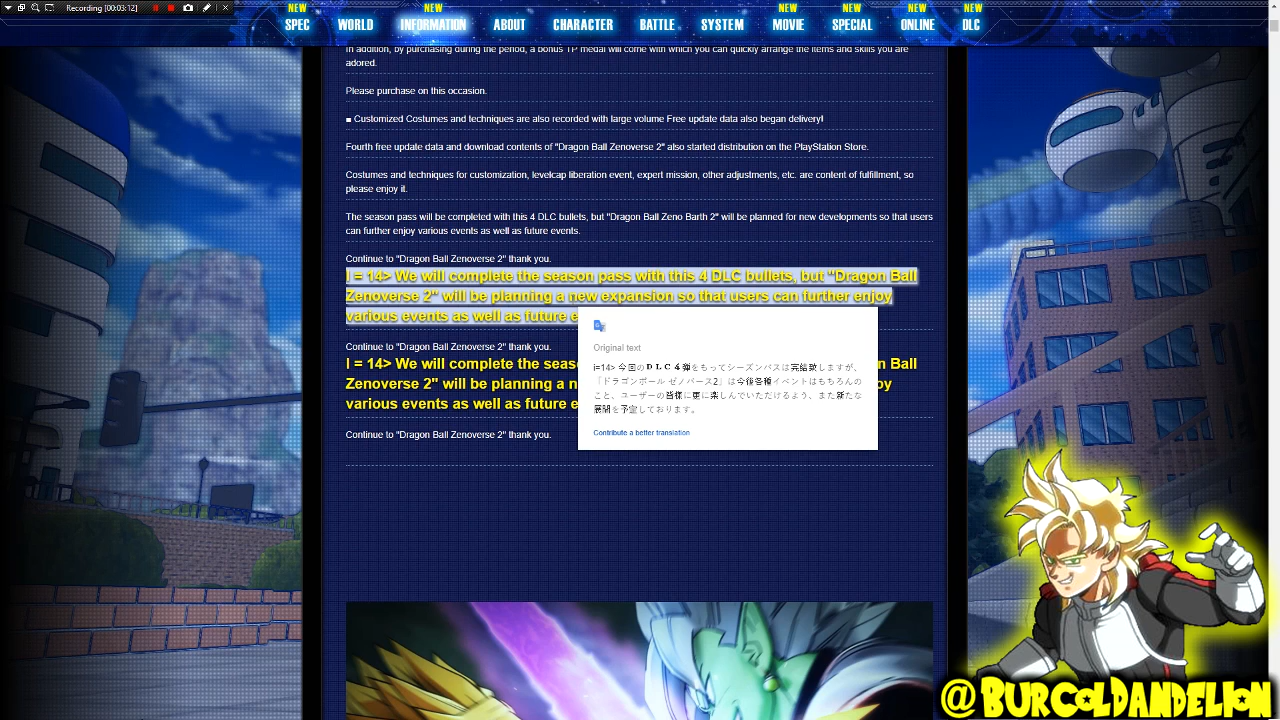 Recording [00:03:12]
NEW NEW NEW NEW NEW NEW
SPEC WORLD INFORMATION ABOUT CHARACTER BATTLE SYSTEM MOVIE SPECIAL ONLINE DLC
In addition, by purchasing during the period, a bonus TP medal will come with which you can quickly arrange the items and skills you are
adored.
Please purchase on this occasion.
■ Customized Costumes and techniques are also recorded with large volume Free update data also began delivery!
Fourth free update data and download contents of "Dragon Ball Zenoverse 2" also started distribution on the PlayStation Store.
Costumes and techniques for customization, levelcap liberation event, expert mission, other adjustments, etc. are content of fulfillment, so
please enjoy it.
The season pass will be completed with this 4 DLC bullets, but "Dragon Ball Zeno Barth 2" will be planned for new developments so that users
can further enjoy various events as well as future events.
Continue to "Dragon Ball Zenoverse 2" thank you.
I = 14> We will complete the season pass with this 4 DLC bullets, but "Dragon Ball
Zenoverse 2" will be planning a new expansion so that users can further enjoy
various events as well as future e
Original text
i=14> 今回のＤＬＣ４弾をもってシーズンパスは完結致しますが、
「ドラゴンボール ゼノバース2」は今後各種イベントはもちろんの
こと、ユーザーの皆様に更に楽しんでいただけるよう、また新たな
展開を予定しております。
Contribute a better translation
Continue to "Dragon Ball Zenoverse 2" thank you.
I = 14> We will complete the seas on Ball
Zenoverse 2" will be planning a n oy
various events as well as future e
Continue to "Dragon Ball Zenoverse 2" thank you.
@BURCOLDANDELION